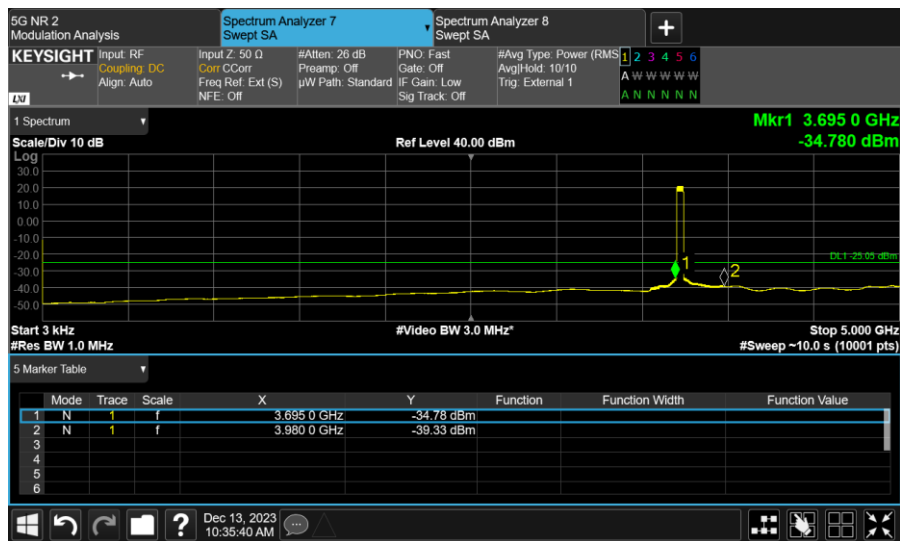 5G NR 2
Modulation Analysis
Spectrum Analyzer 7
Swept SA
Spectrum Analyzer 8
Swept SA
+
KEYSIGHT
LXI
Input: RF
Coupling: DC
Align: Auto
Input Z: 50 Ω
Corr CCorr
Freq Ref: Ext (S)
NFE: Off
#Atten: 26 dB
Preamp: Off
µW Path: Standard
PNO: Fast
Gate: Off
IF Gain: Low
Sig Track: Off
#Avg Type: Power (RMS
Avg|Hold: 10/10
Trig: External 1
1 2 3 4 5 6
A W W W W W
A N N N N N
1 Spectrum
Scale/Div 10 dB
Ref Level 40.00 dBm
Mkr1 3.695 0 GHz
-34.780 dBm
Log
30.0
20.0
10.0
0.00
-10.0
-20.0
-30.0
-40.0
-50.0
DL1 -25.05 dBm
1
2
Start 3 kHz
#Video BW 3.0 MHz*
Stop 5.000 GHz
#Res BW 1.0 MHz
#Sweep ~10.0 s (10001 pts)
5 Marker Table
Mode Trace Scale X Y Function Function Width Function Value
1 N 1 f 3.695 0 GHz -34.78 dBm
2 N 1 f 3.980 0 GHz -39.33 dBm
3
4
5
6
?
Dec 13, 2023
10:35:40 AM